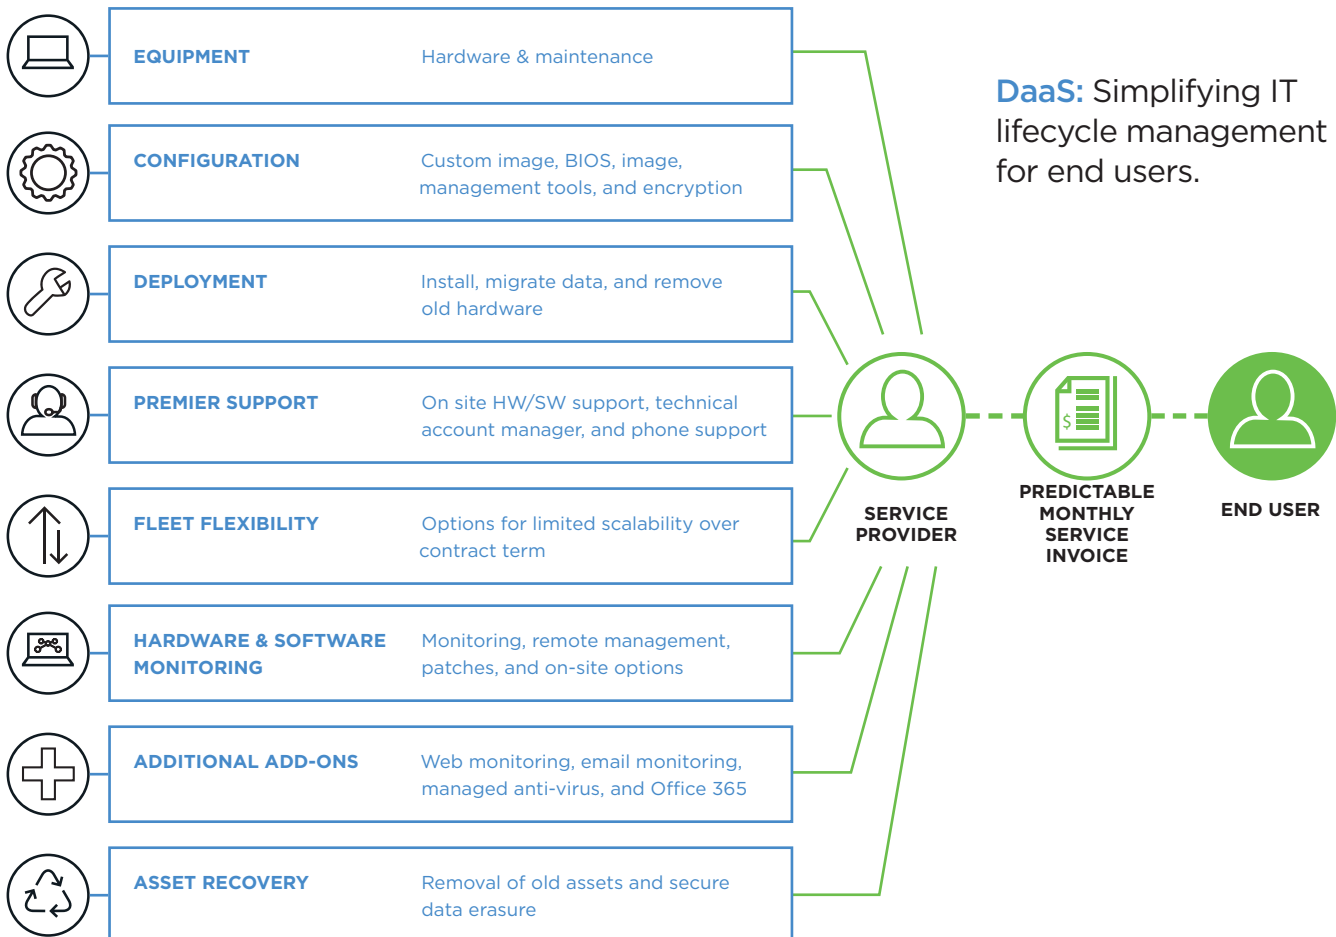 EQUIPMENT
Hardware & maintenance
DaaS: Simplifying IT
lifecycle management
for end users.
CONFIGURATION
Custom image, BIOS, image,
management tools, and encryption
DEPLOYMENT
Install, migrate data, and remove
old hardware
PREMIER SUPPORT
On site HW/SW support, technical
account manager, and phone support
FLEET FLEXIBILITY
Options for limited scalability over
contract term
HARDWARE & SOFTWARE
MONITORING
Monitoring, remote management,
patches, and on-site options
ADDITIONAL ADD-ONS
Web monitoring, email monitoring,
managed anti-virus, and Office 365
ASSET RECOVERY
Removal of old assets and secure
data erasure
SERVICE
PROVIDER
$
PREDICTABLE
MONTHLY
SERVICE
INVOICE
END USER